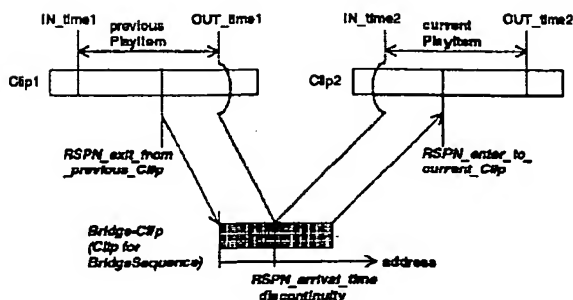 IN_time1 previous PlayItem OUT_time1
IN_time2 current PlayItem OUT_time2
Clip1
Clip2
RSPN_exit_from
_previous_Clip
RSPN_enter_to_
current_Clip
Bridge-Clip
(Clip for
BridgeSequence)
address
RSPN_arrival_time
discontinuity